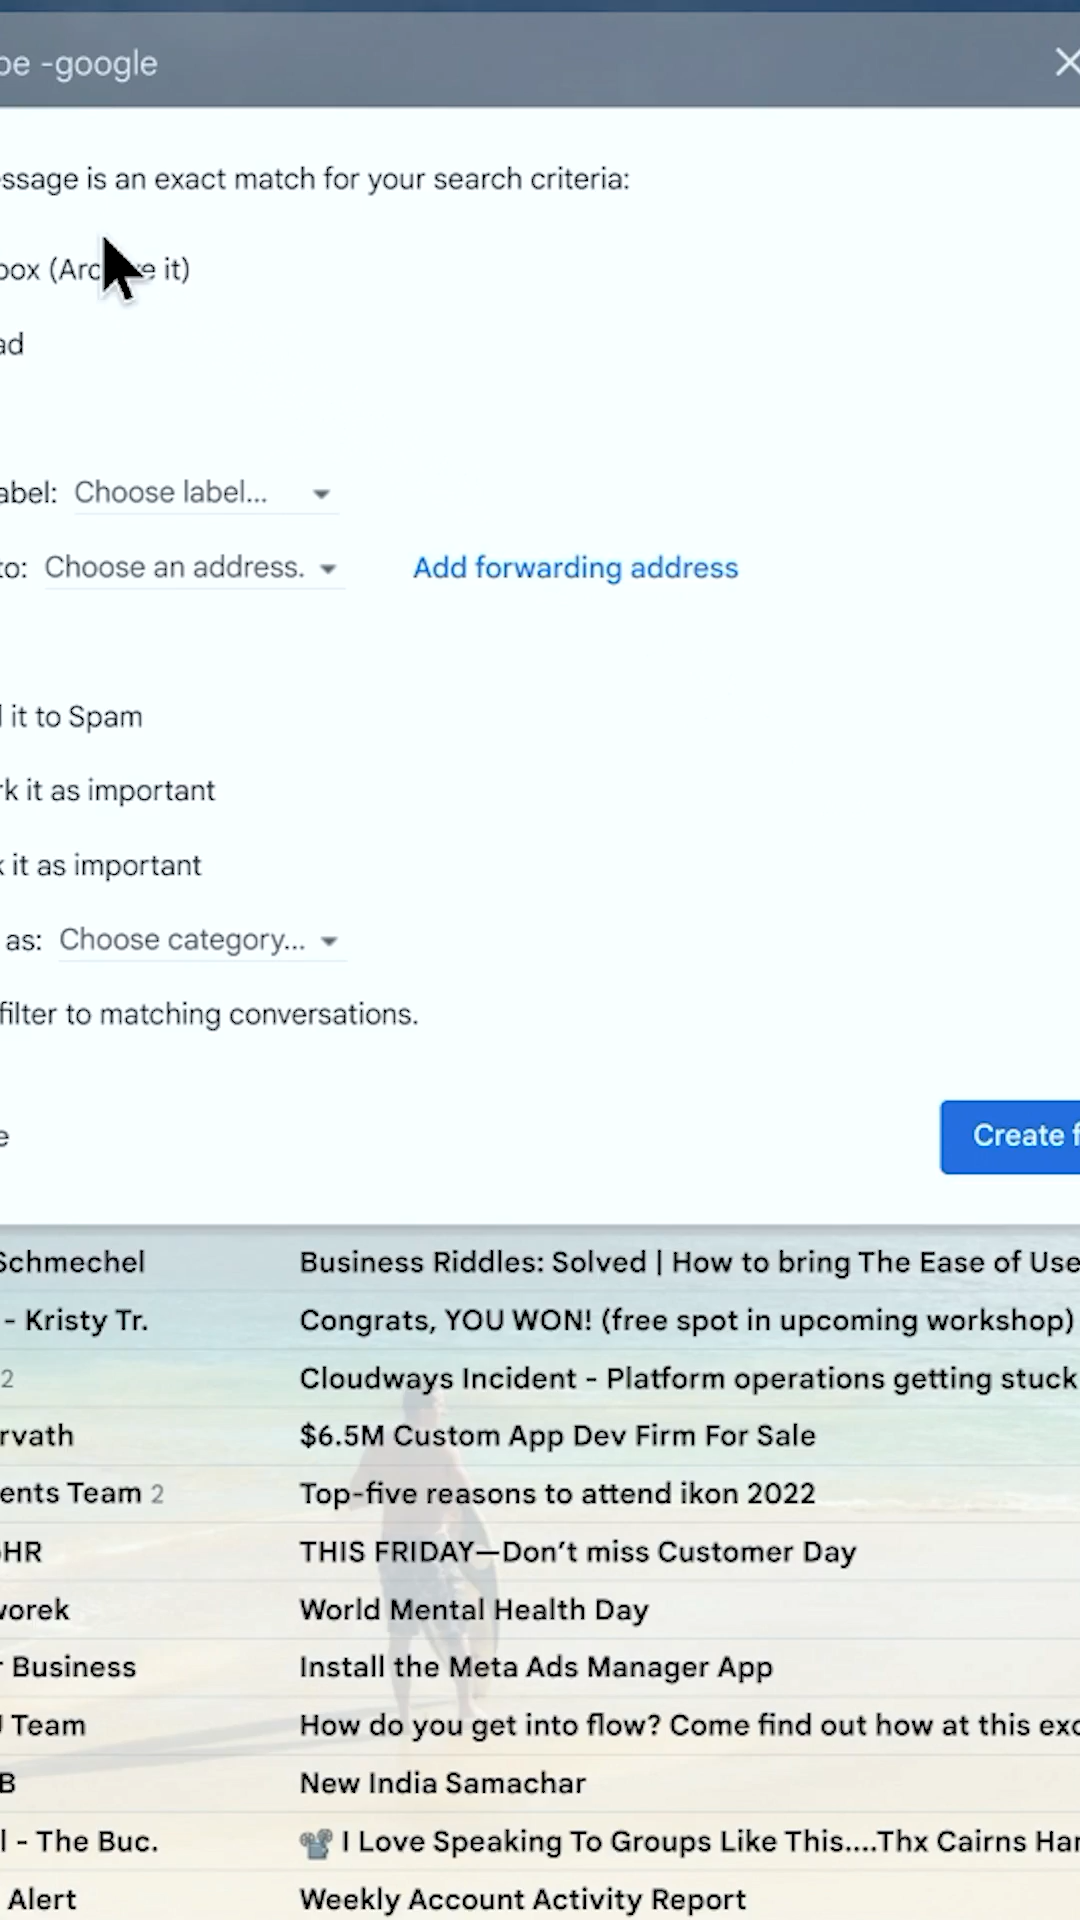 be -google
ssage is an exact match for your search criteria:
box (Archive it)
ad
abel: Choose label...
to: Choose an address. Add forwarding address
it to Spam
rk it as important
k it as important
as: Choose category...
filter to matching conversations.
e
Create f
Schmechel Business Riddles: Solved | How to bring The Ease of Use
- Kristy Tr. Congrats, YOU WON! (free spot in upcoming workshop)
2 Cloudways Incident - Platform operations getting stuck
rvath $6.5M Custom App Dev Firm For Sale
ents Team 2 Top-five reasons to attend ikon 2022
HR THIS FRIDAY—Don't miss Customer Day
worek World Mental Health Day
r Business Install the Meta Ads Manager App
Team How do you get into flow? Come find out how at this exc
B New India Samachar
l - The Buc. I Love Speaking To Groups Like This....Thx Cairns Har
Alert Weekly Account Activity Report